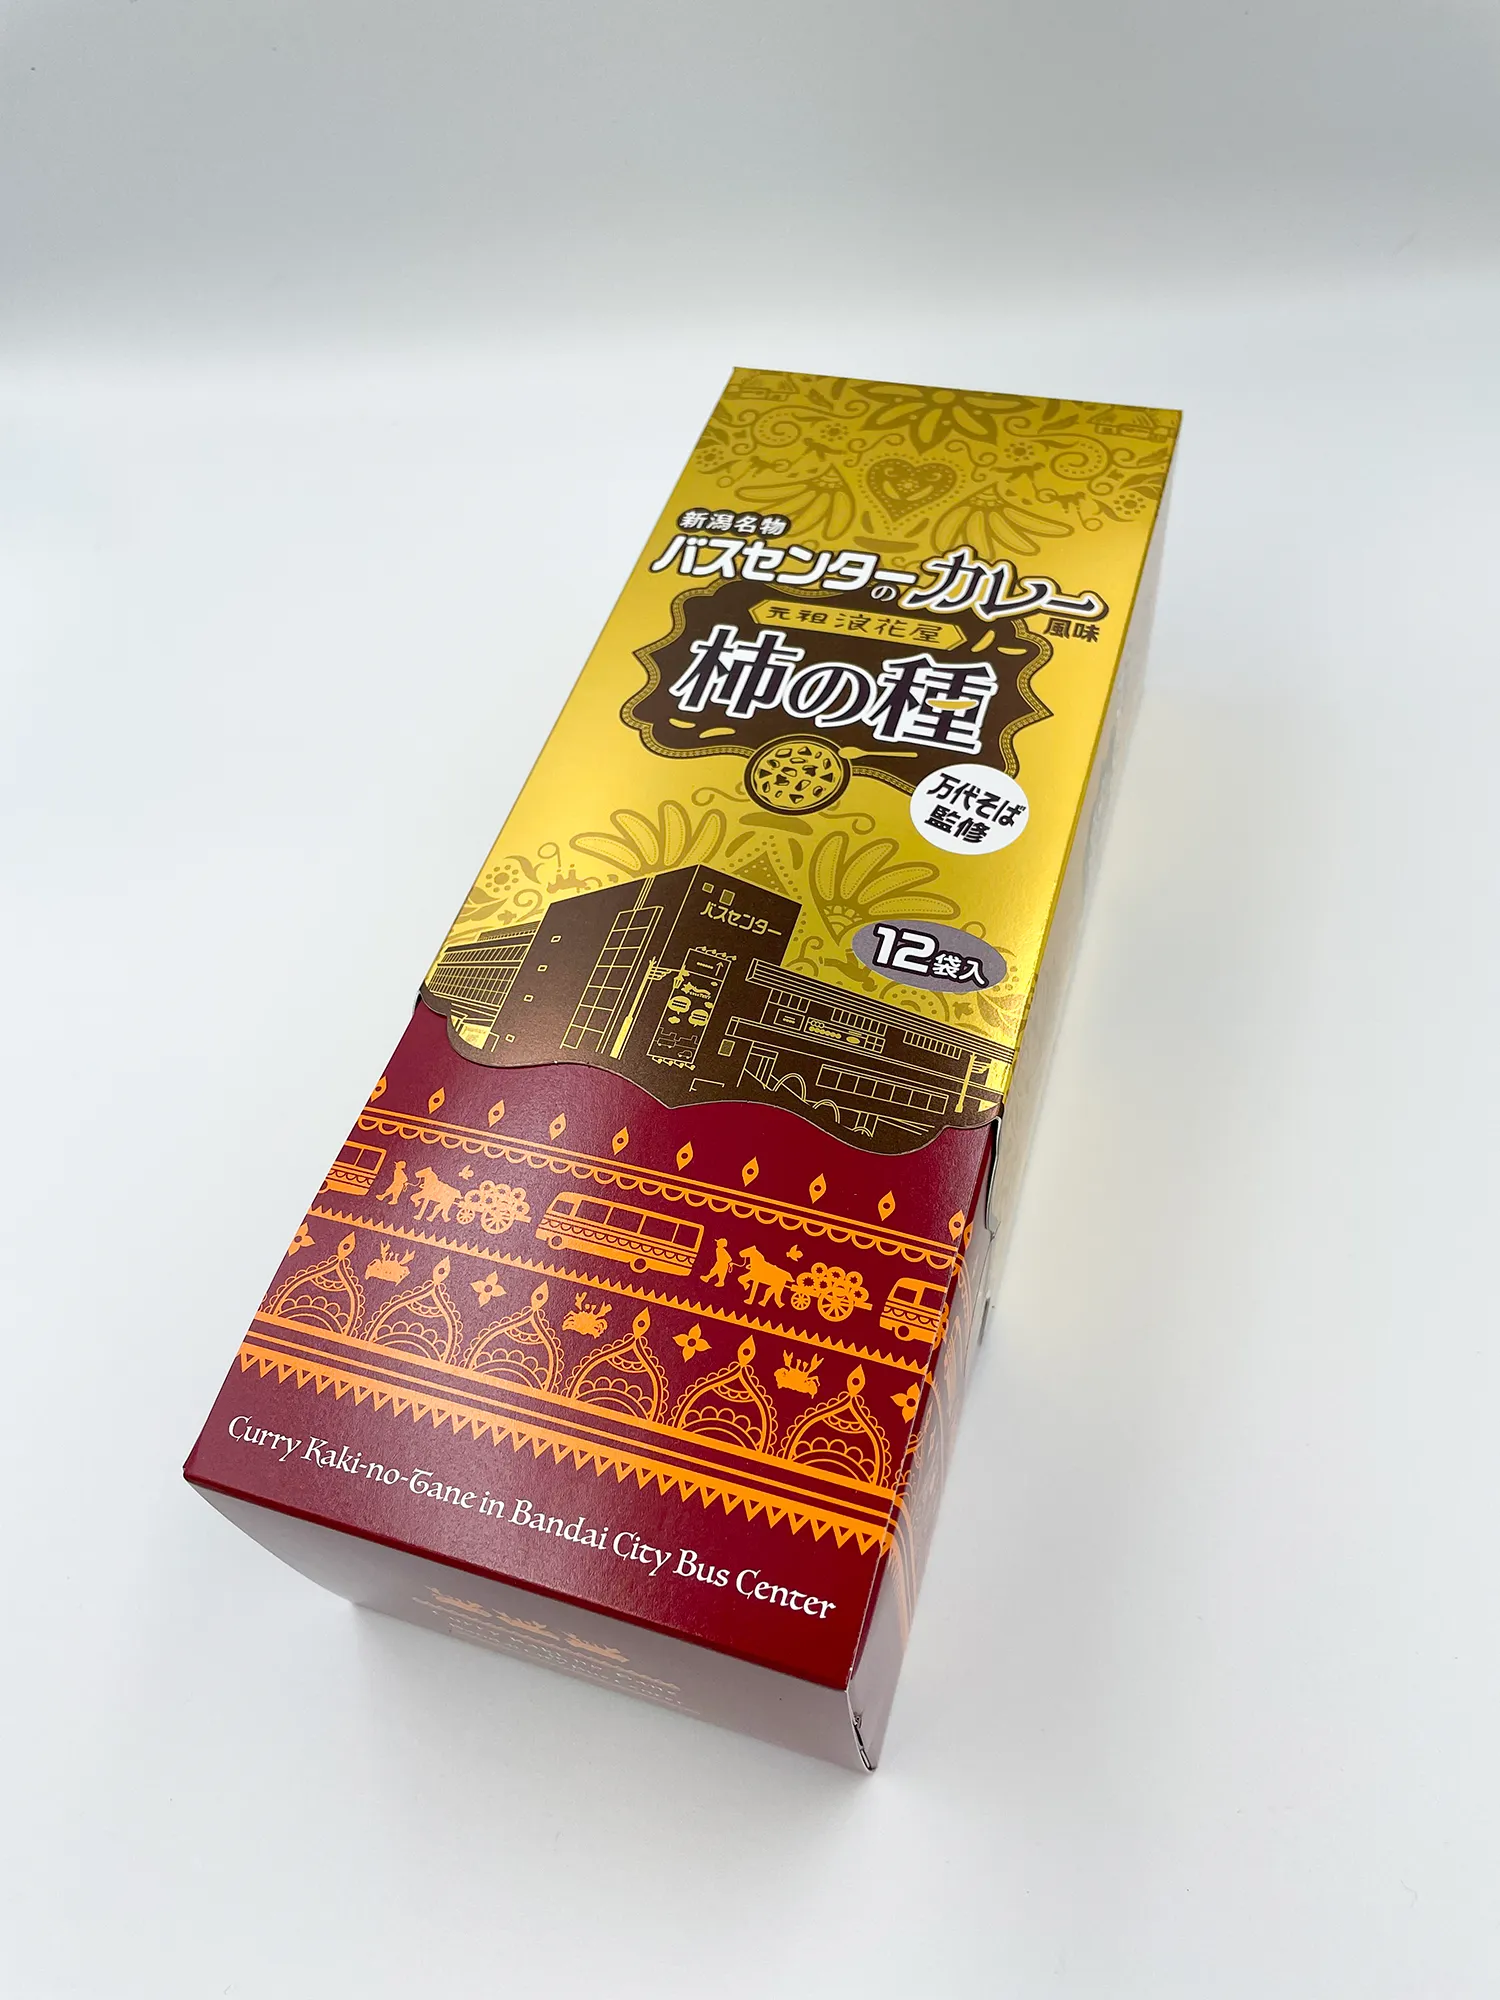 新潟名物
バスセンターのカレー風味
元祖浪花屋
柿の種
万代そば
監修
バスセンター
12袋入
Curry Kaki-no-Tane in Bandai City Bus Center